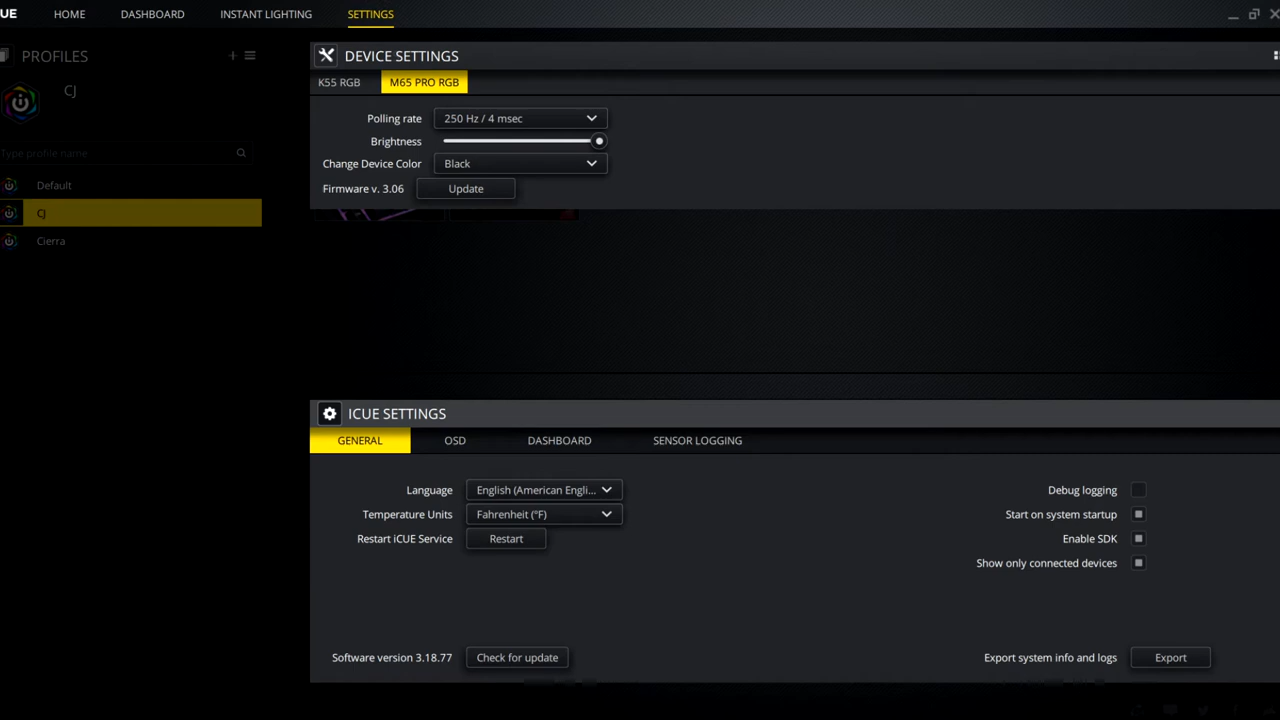 UE HOME DASHBOARD INSTANT LIGHTING SETTINGS
PROFILES
CJ
Type profile name
Default
CJ
Cierra
DEVICE SETTINGS
K55 RGB M65 PRO RGB
Polling rate 250 Hz / 4 msec
Brightness
Change Device Color Black
Firmware v. 3.06 Update
ICUE SETTINGS
GENERAL OSD DASHBOARD SENSOR LOGGING
Language English (American Engli...
Temperature Units Fahrenheit (°F)
Restart iCUE Service Restart
Debug logging
Start on system startup
Enable SDK
Show only connected devices
Software version 3.18.77 Check for update
Export system info and logs Export